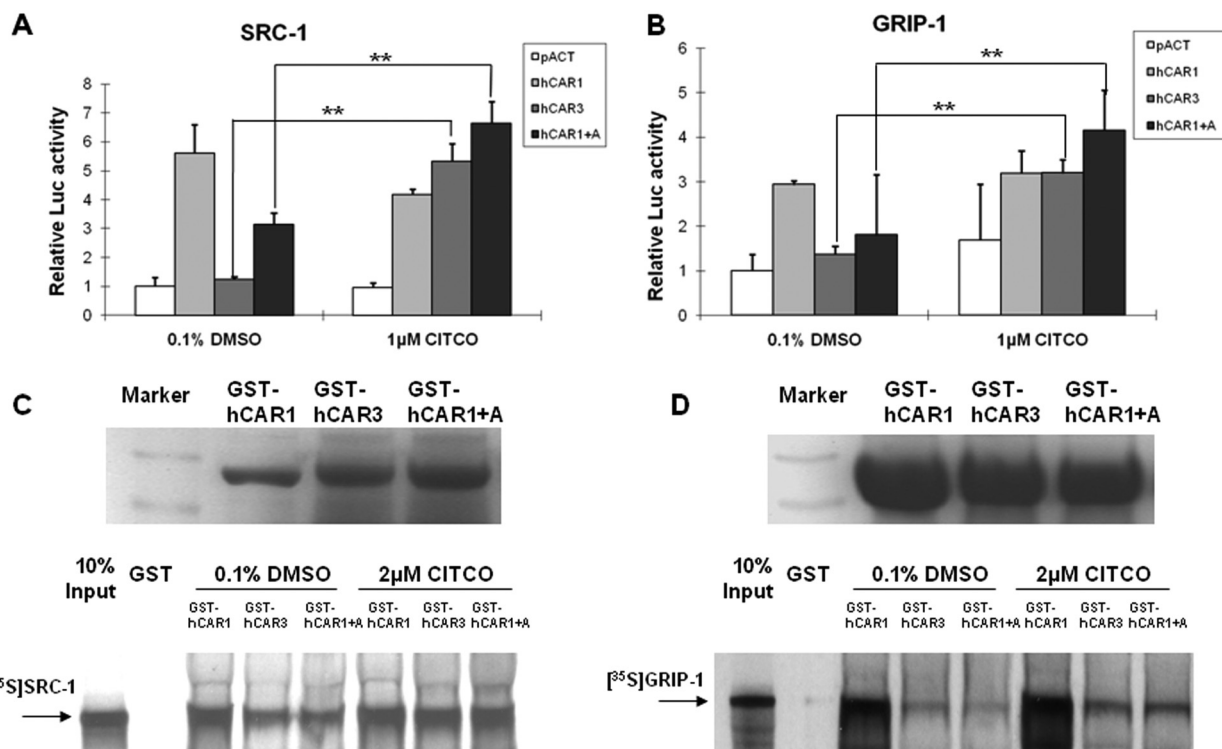 A
SRC-1
pACT
hCAR1
hCAR3
hCAR1+A
**
**
8
7
6
5
4
3
2
1
0
Relative Luc activity
0.1% DMSO
1µM CITCO
B
GRIP-1
pACT
hCAR1
hCAR3
hCAR1+A
**
**
6
5
4
3
2
1
0
Relative Luc activity
0.1% DMSO
1µM CITCO
C
Marker
GST-
hCAR1
GST-
hCAR3
GST-
hCAR1+A
10%
Input
GST
0.1% DMSO
2µM CITCO
GST-
hCAR1
GST-
hCAR3
GST-
hCAR1+A
GST-
hCAR1
GST-
hCAR3
GST-
hCAR1+A
5S]SRC-1
D
Marker
GST-
hCAR1
GST-
hCAR3
GST-
hCAR1+A
10%
Input
GST
0.1% DMSO
2µM CITCO
GST-
hCAR1
GST-
hCAR3
GST-
hCAR1+A
GST-
hCAR1
GST-
hCAR3
GST-
hCAR1+A
[35S]GRIP-1